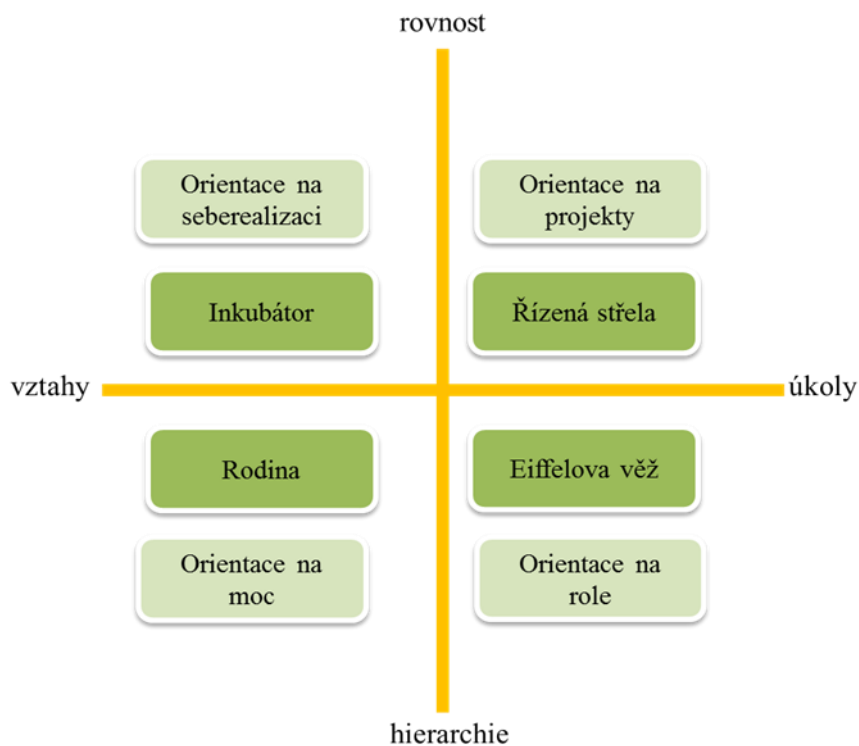 rovnost
Orientace na
seberealizaci
Orientace na
projekty
Inkubátor
Řízená střela
vztahy
úkoly
Rodina
Eiffelova věž
Orientace na
moc
Orientace na
role
hierarchie